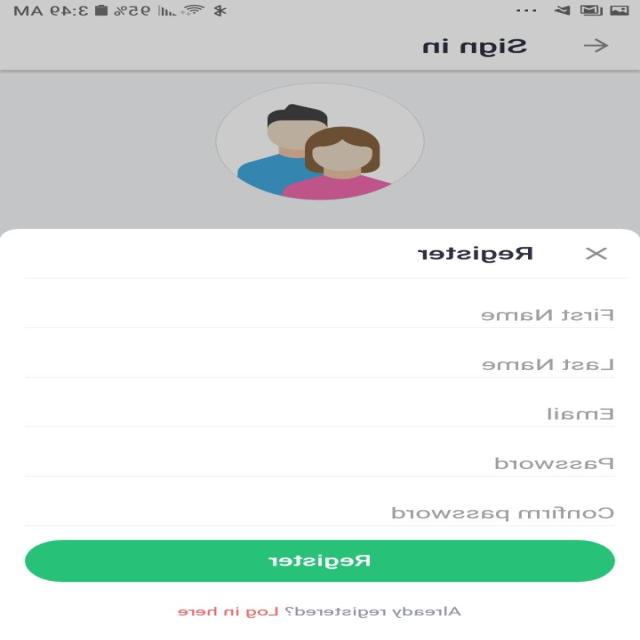 95% 3:49 AM
Sign in
Register
First Name
Last Name
Email
Password
Confirm password
Register
Already registered? Log in here